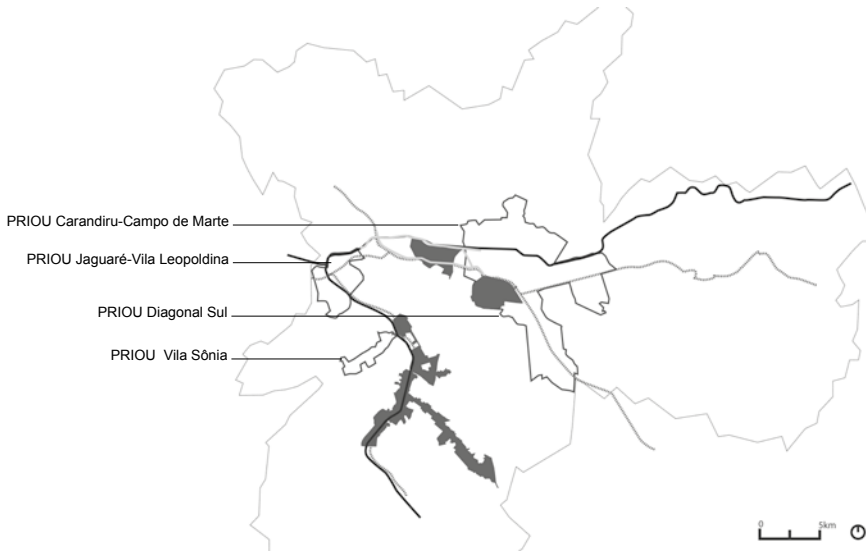 PRIOU Carandiru-Campo de Marte
PRIOU Jaguaré-Vila Leopoldina
PRIOU Diagonal Sul
PRIOU Vila Sônia
0 5km